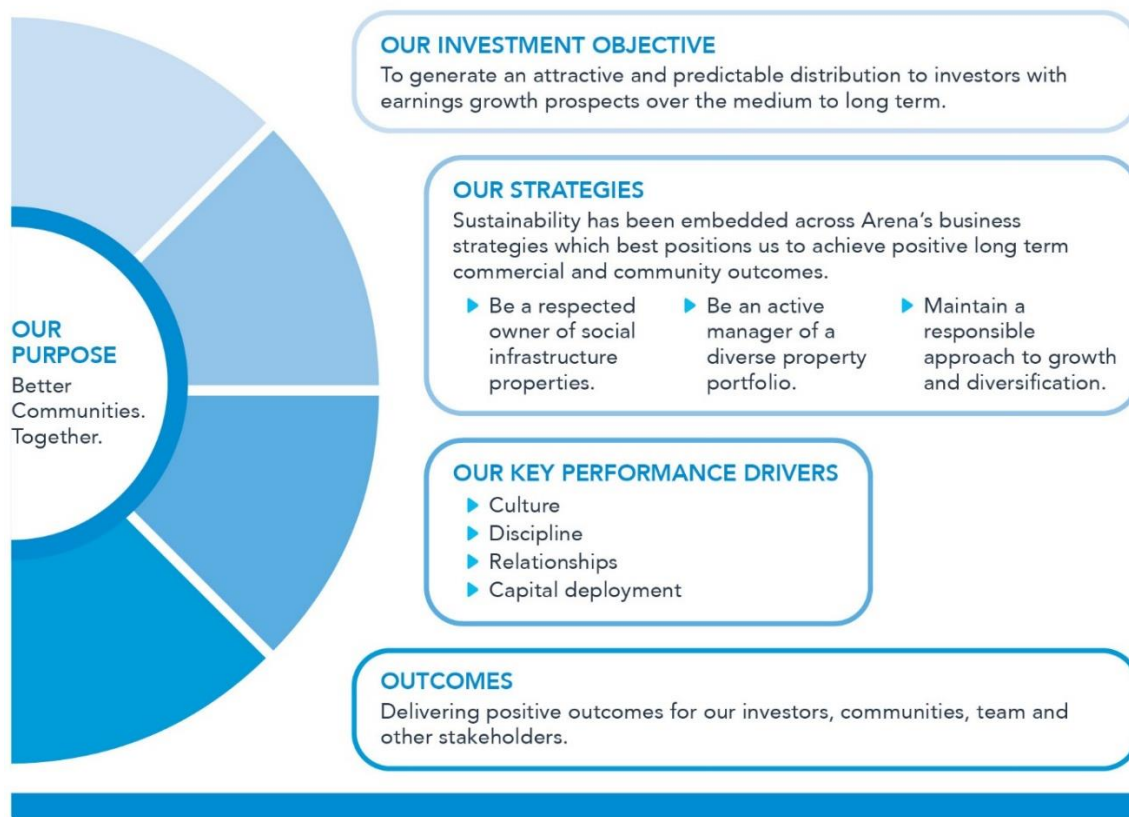 OUR INVESTMENT OBJECTIVE
To generate an attractive and predictable distribution to investors with
earnings growth prospects over the medium to long term.
OUR STRATEGIES
Sustainability has been embedded across Arena's business
strategies which best positions us to achieve positive long term
commercial and community outcomes.
Be a respected
owner of social
infrastructure
properties.
Be an active
manager of a
diverse property
portfolio.
Maintain a
responsible
approach to growth
and diversification.
OUR
PURPOSE
Better
Communities.
Together.
OUR KEY PERFORMANCE DRIVERS
Culture
Discipline
Relationships
Capital deployment
OUTCOMES
Delivering positive outcomes for our investors, communities, team and
other stakeholders.